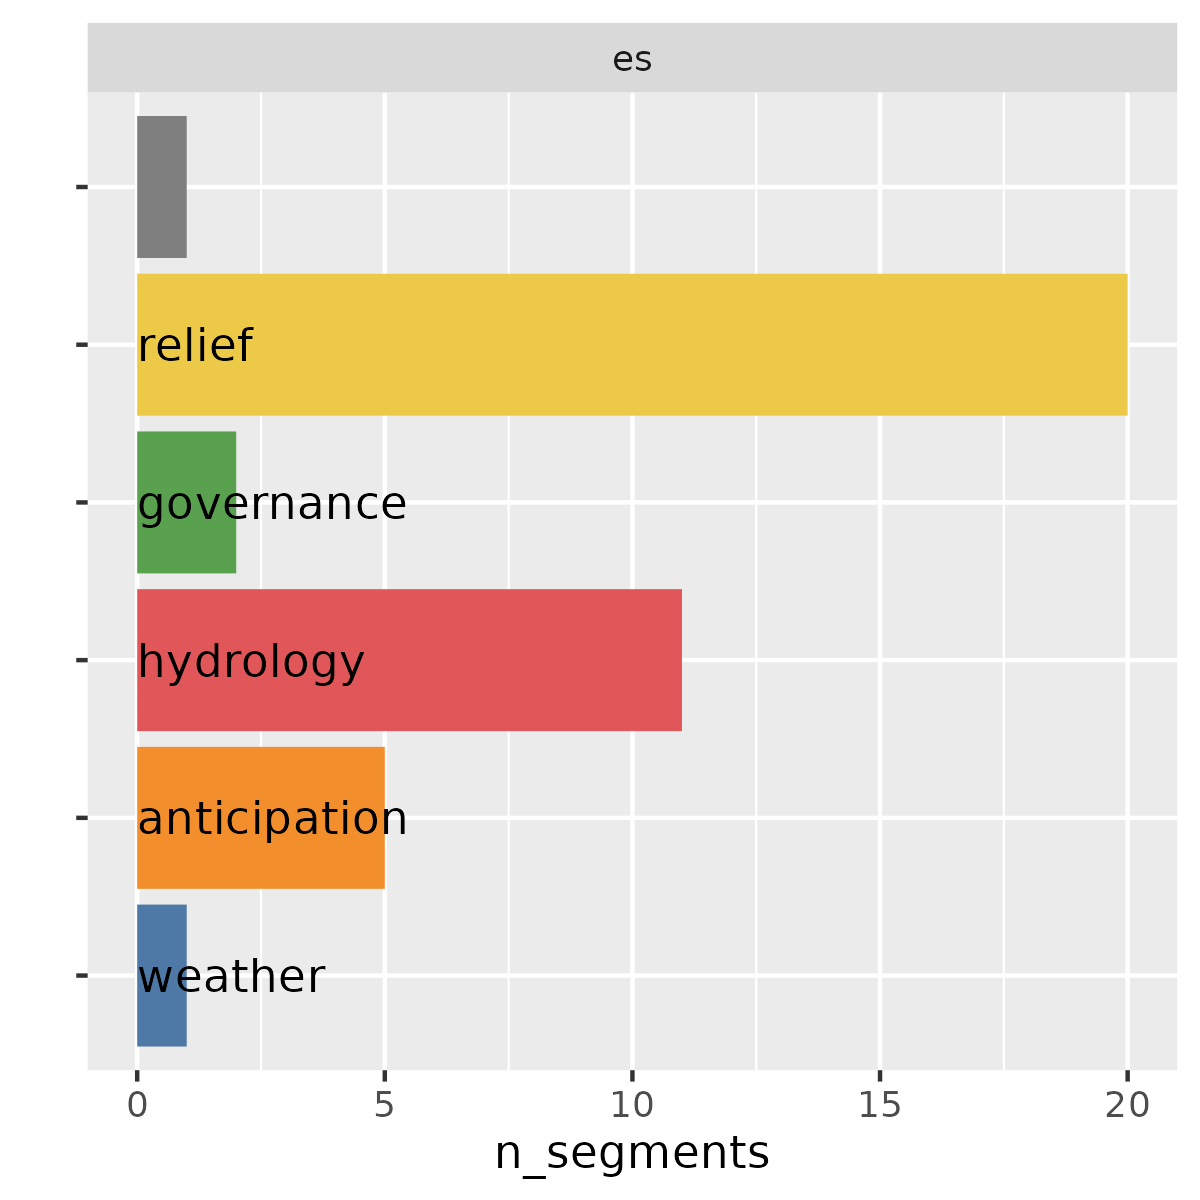 es
relief
governance
hydrology
anticipation
weather
0 5 10 15 20
n_segments